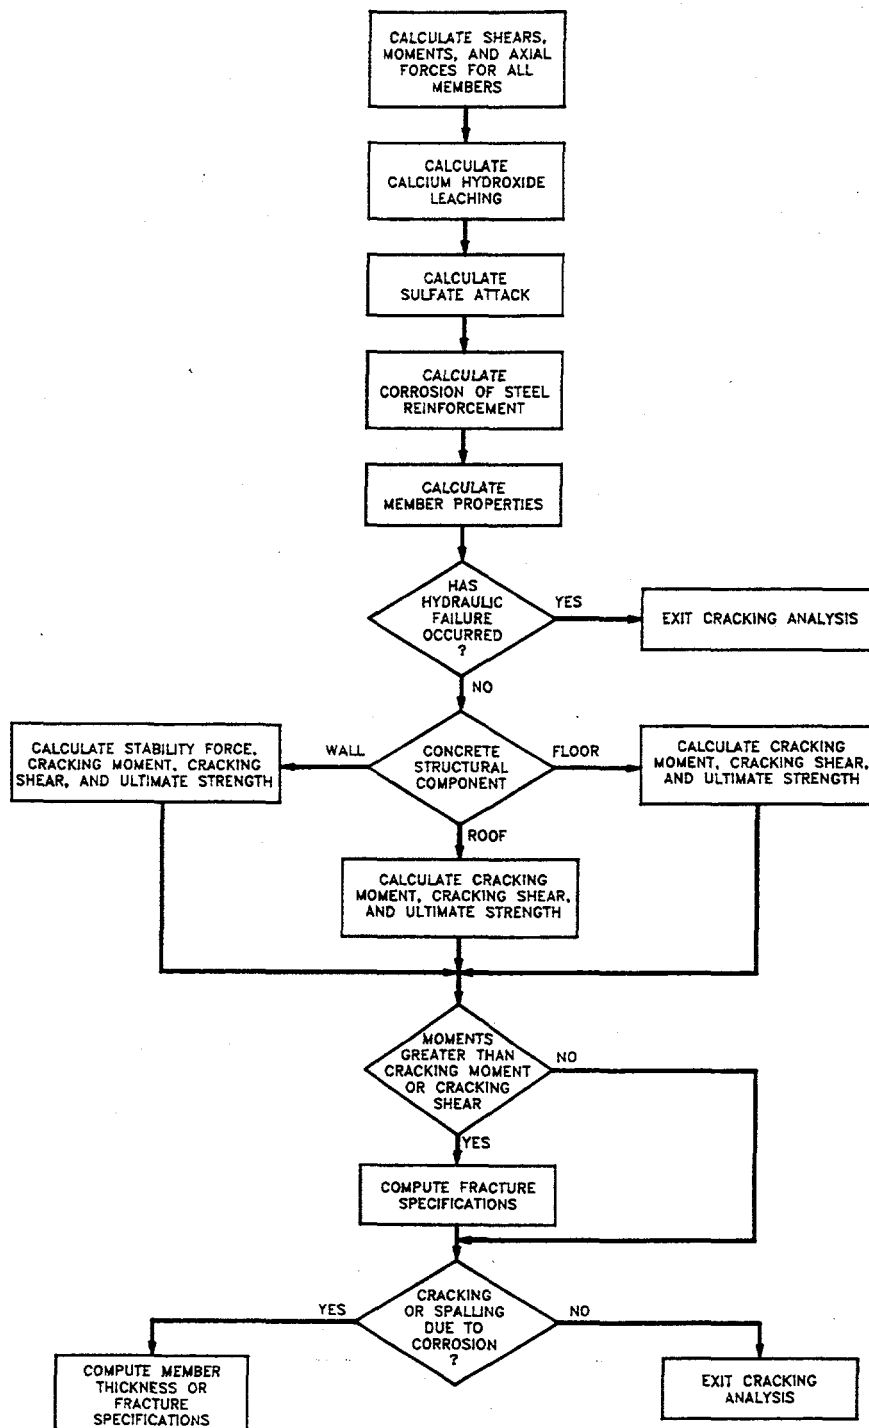 CALCULATE SHEARS,
MOMENTS, AND AXIAL
FORCES FOR ALL
MEMBERS
CALCULATE
CALCIUM HYDROXIDE
LEACHING
CALCULATE
SULFATE ATTACK
CALCULATE
CORROSION OF STEEL
REINFORCEMENT
CALCULATE
MEMBER PROPERTIES
HAS
HYDRAULIC
FAILURE
OCCURRED
?
YES
EXIT CRACKING ANALYSIS
NO
CALCULATE STABILITY FORCE,
CRACKING MOMENT, CRACKING
SHEAR, AND ULTIMATE STRENGTH
WALL
CONCRETE
STRUCTURAL
COMPONENT
FLOOR
CALCULATE CRACKING
MOMENT, CRACKING SHEAR,
AND ULTIMATE STRENGTH
ROOF
CALCULATE CRACKING
MOMENT, CRACKING SHEAR,
AND ULTIMATE STRENGTH
MOMENTS
GREATER THAN
CRACKING MOMENT
OR CRACKING
SHEAR
NO
YES
COMPUTE FRACTURE
SPECIFICATIONS
CRACKING
OR SPALLING
DUE TO
CORROSION
?
YES
NO
COMPUTE MEMBER
THICKNESS OR
FRACTURE
SPECIFICATIONS
EXIT CRACKING
ANALYSIS